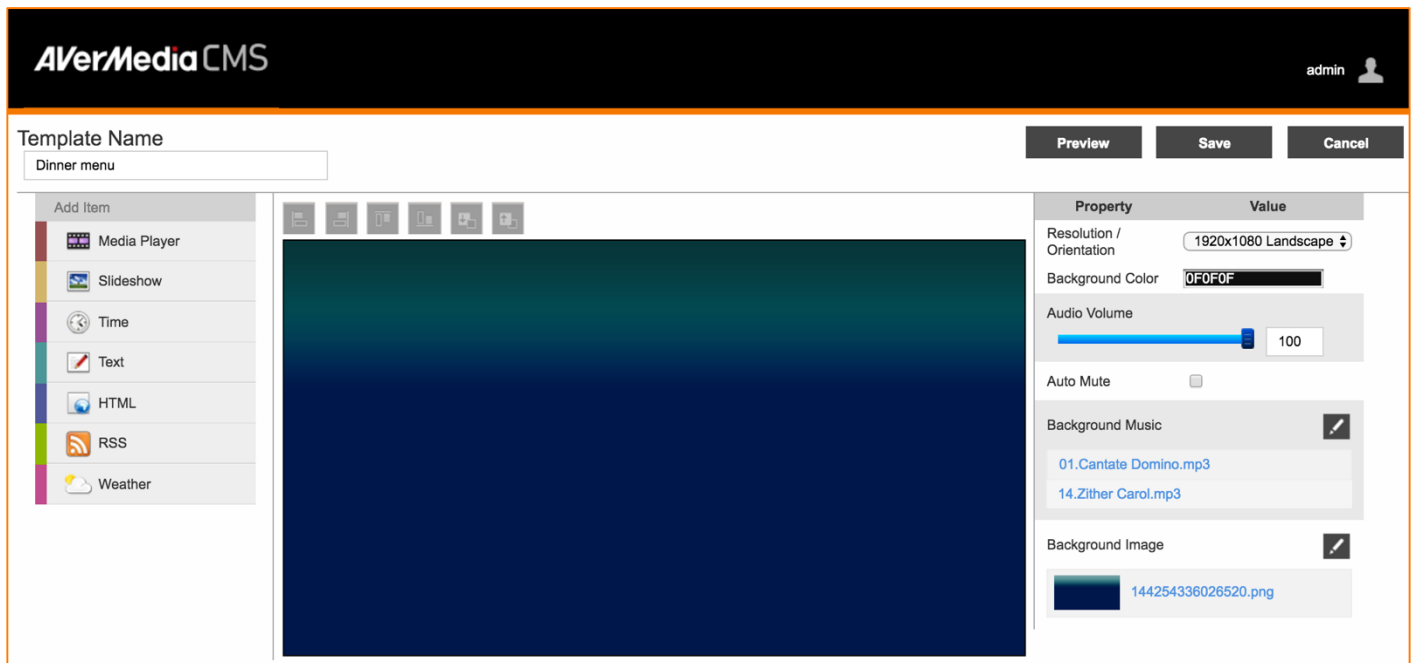 AVerMedia CMS
admin
Template Name
Dinner menu
Preview
Save
Cancel
Add Item
Media Player
Slideshow
Time
Text
HTML
RSS
Weather
Property Value
Resolution /
Orientation
1920x1080 Landscape
Background Color
0F0F0F
Audio Volume
100
Auto Mute
Background Music
01.Cantate Domino.mp3
14.Zither Carol.mp3
Background Image
144254336026520.png